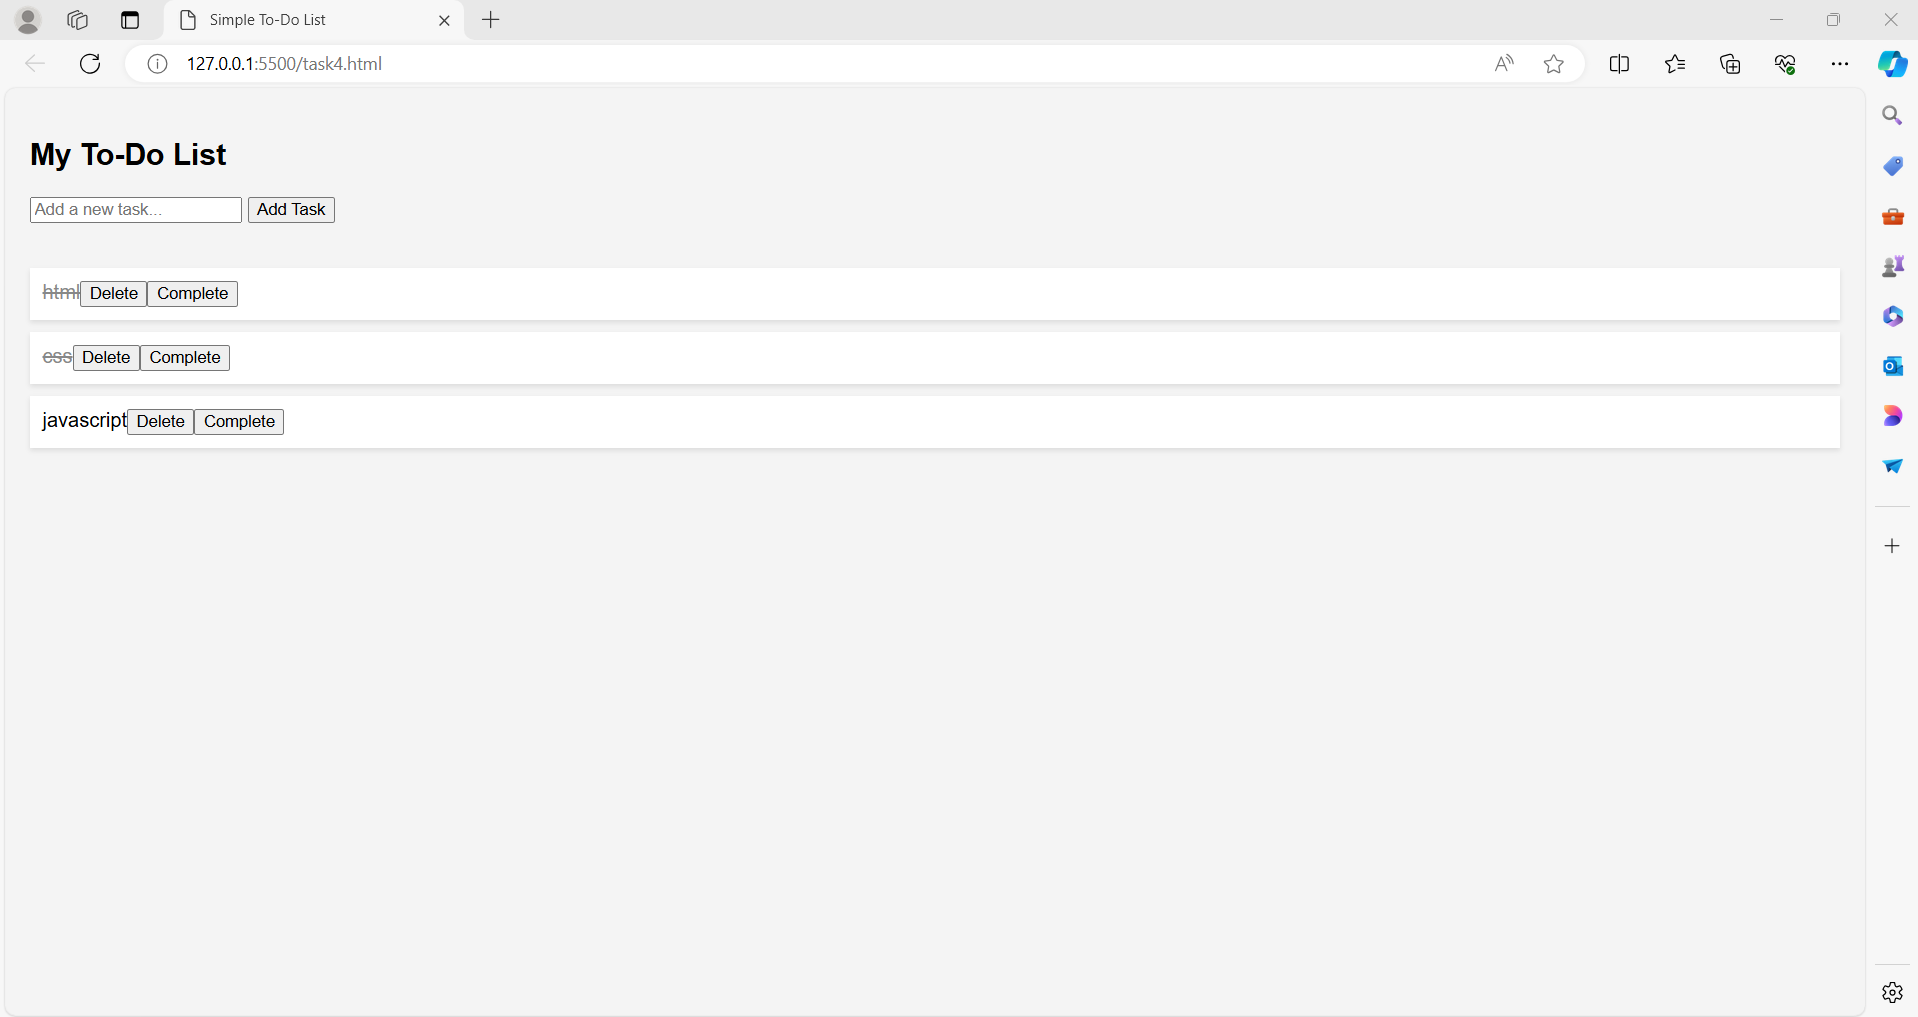 Simple To-Do List
127.0.0.1:5500/task4.html
My To-Do List
Add a new task... Add Task
html Delete Complete
css Delete Complete
javascript Delete Complete